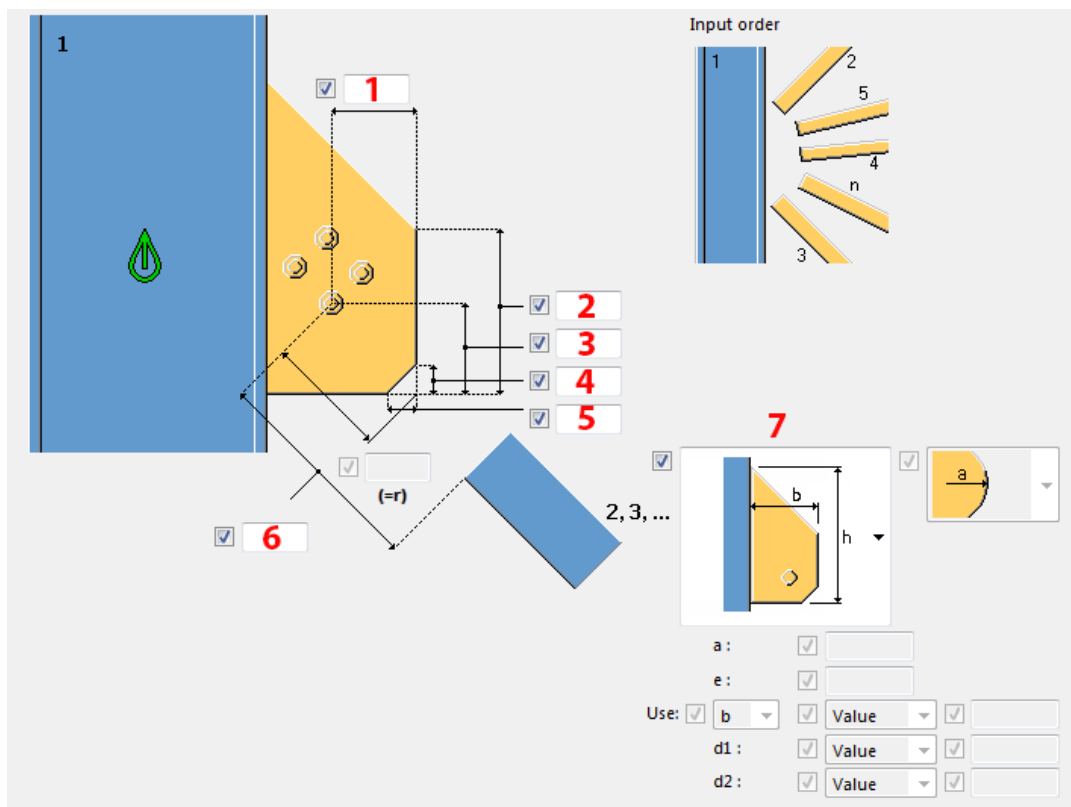 1
Input order
1
2
5
4
n
3
1
2
3
4
5
(=r)
6
2, 3, ...
7
b
h
a
a :
e :
Use: b Value
d1 : Value
d2 : Value